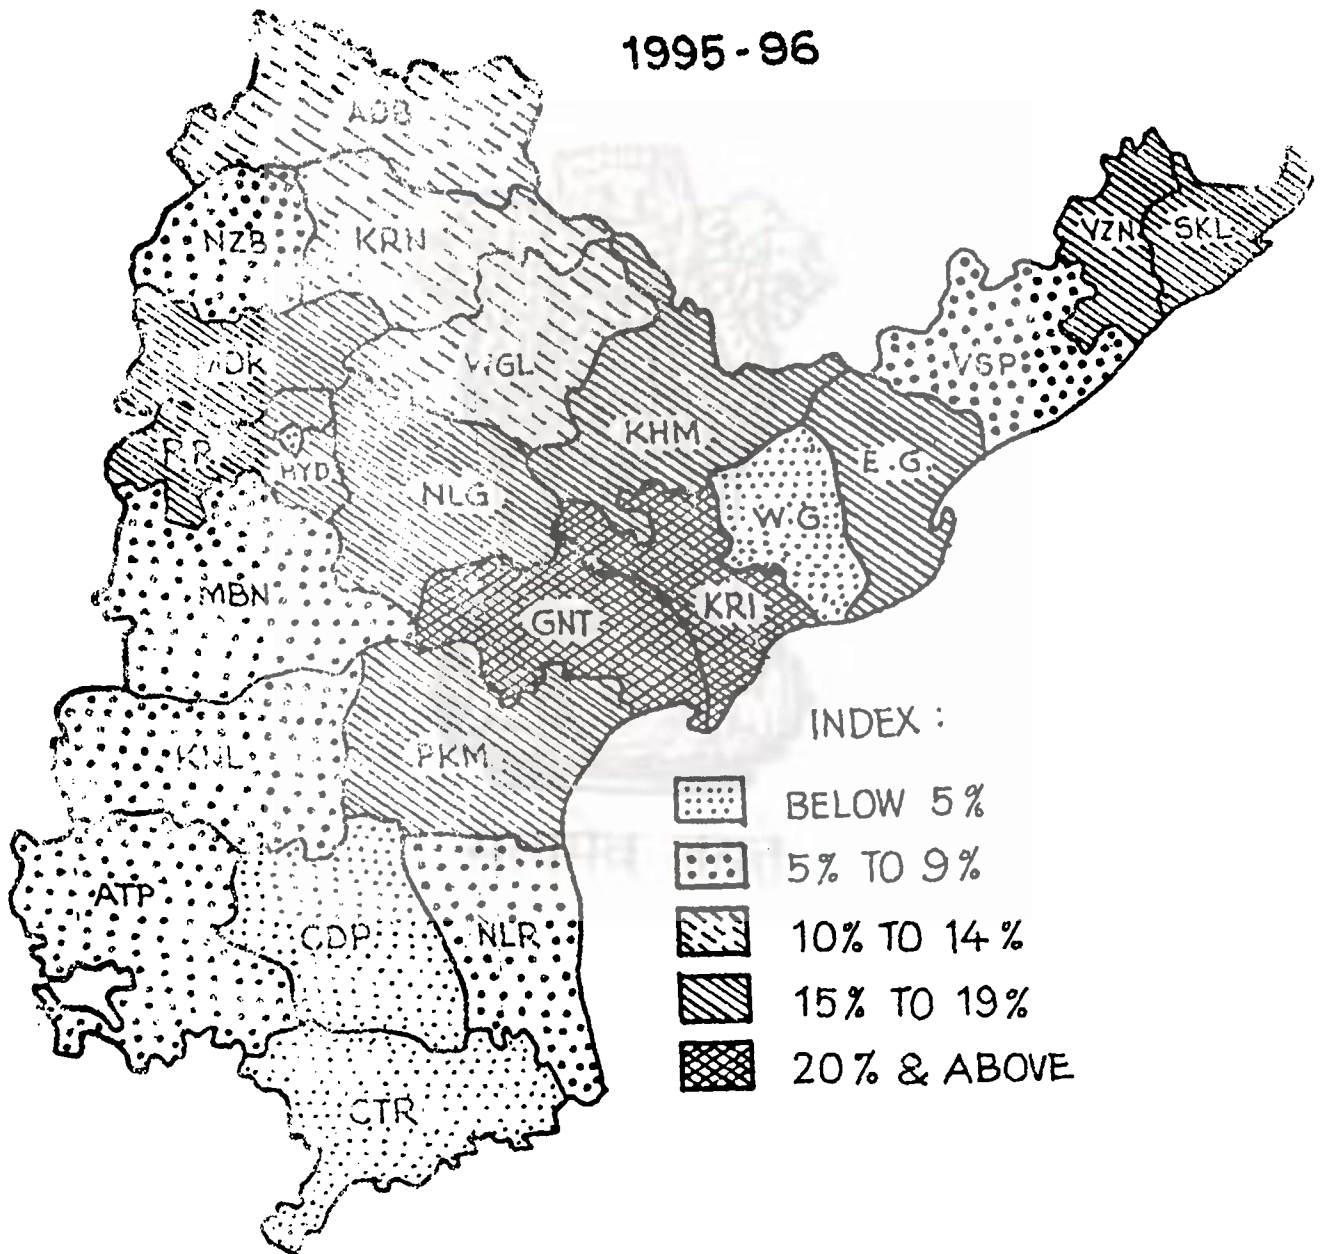 1995-96
ADB
NZB
KRN
VZN
SKL
MDK
WGL
VSP
KHM
R.R
HYD
E.G.
NLG
W.G.
MBN
GNT
KRI
INDEX :
KNL
PKM
BELOW 5%
5% TO 9%
ATP
CDP
NLR
10% TO 14%
15% TO 19%
20% & ABOVE
CTR